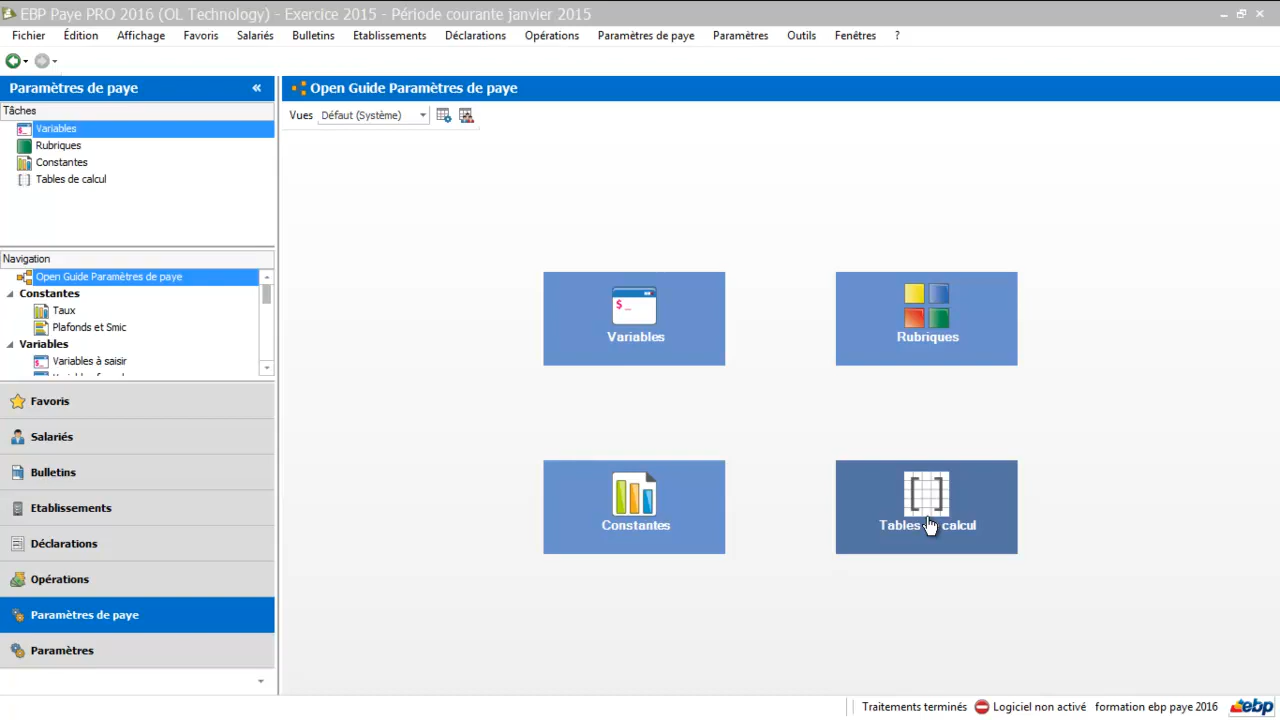 EBP Paye PRO 2016 (OL Technology) - Exercice 2015 - Période courante janvier 2015
Fichier Édition Affichage Favoris Salariés Bulletins Etablissements Déclarations Opérations Paramètres de paye Paramètres Outils Fenêtres ?
Paramètres de paye «
Tâches
Variables
Rubriques
Constantes
Tables de calcul
Navigation
Open Guide Paramètres de paye
Constantes
Taux
Plafonds et Smic
Variables
Variables à saisir
Favoris
Salariés
Bulletins
Etablissements
Déclarations
Opérations
Paramètres de paye
Paramètres
Open Guide Paramètres de paye
Vues Défaut (Système)
Variables
Rubriques
Constantes
Tables calcul
Traitements terminés Logiciel non activé formation ebp paye 2016 ebp